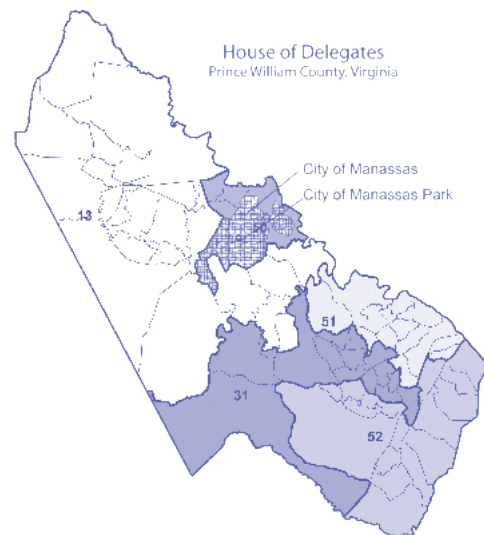 House of Delegates
Prince William County, Virginia
City of Manassas
City of Manassas Park
13
50
51
31
52